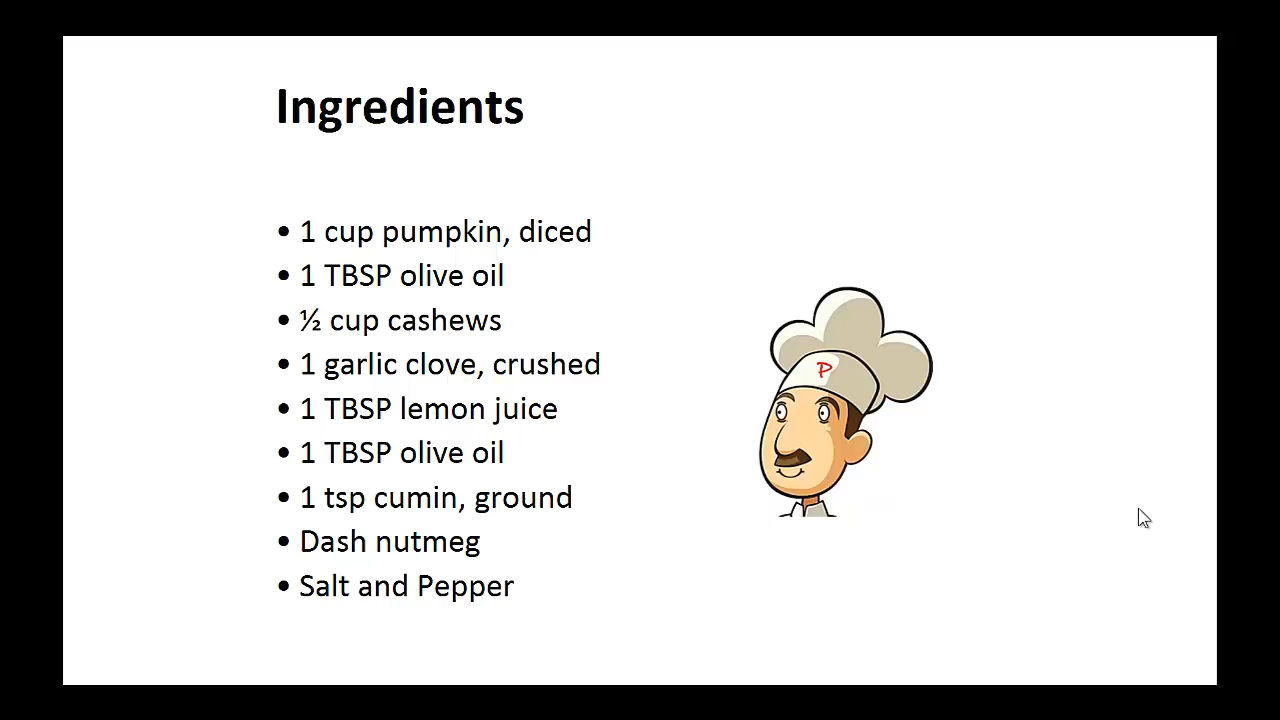 Ingredients
• 1 cup pumpkin, diced
• 1 TBSP olive oil
• ½ cup cashews
• 1 garlic clove, crushed
• 1 TBSP lemon juice
• 1 TBSP olive oil
• 1 tsp cumin, ground
• Dash nutmeg
• Salt and Pepper
P